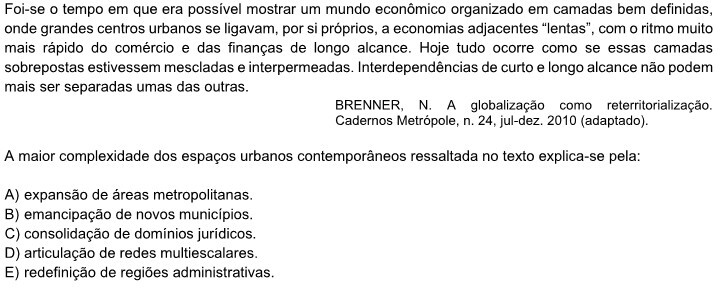 Foi-se o tempo em que era possível mostrar um mundo econômico organizado em camadas bem definidas,
onde grandes centros urbanos se ligavam, por si próprios, a economias adjacentes “lentas”, com o ritmo muito
mais rápido do comércio e das finanças de longo alcance. Hoje tudo ocorre como se essas camadas
sobrepostas estivessem mescladas e interpermeadas. Interdependências de curto e longo alcance não podem
mais ser separadas umas das outras.
BRENNER, N. A globalização como reterritorialização.
Cadernos Metrópole, n. 24, jul-dez. 2010 (adaptado).
A maior complexidade dos espaços urbanos contemporâneos ressaltada no texto explica-se pela:
A) expansão de áreas metropolitanas.
B) emancipação de novos municípios.
C) consolidação de domínios jurídicos.
D) articulação de redes multiescalares.
E) redefinição de regiões administrativas.